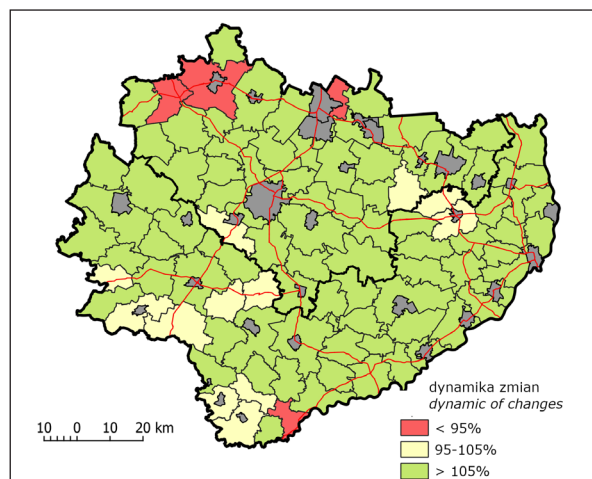 dynamika zmian
dynamic of changes
< 95%
95-105%
> 105%
10 0 10 20 km